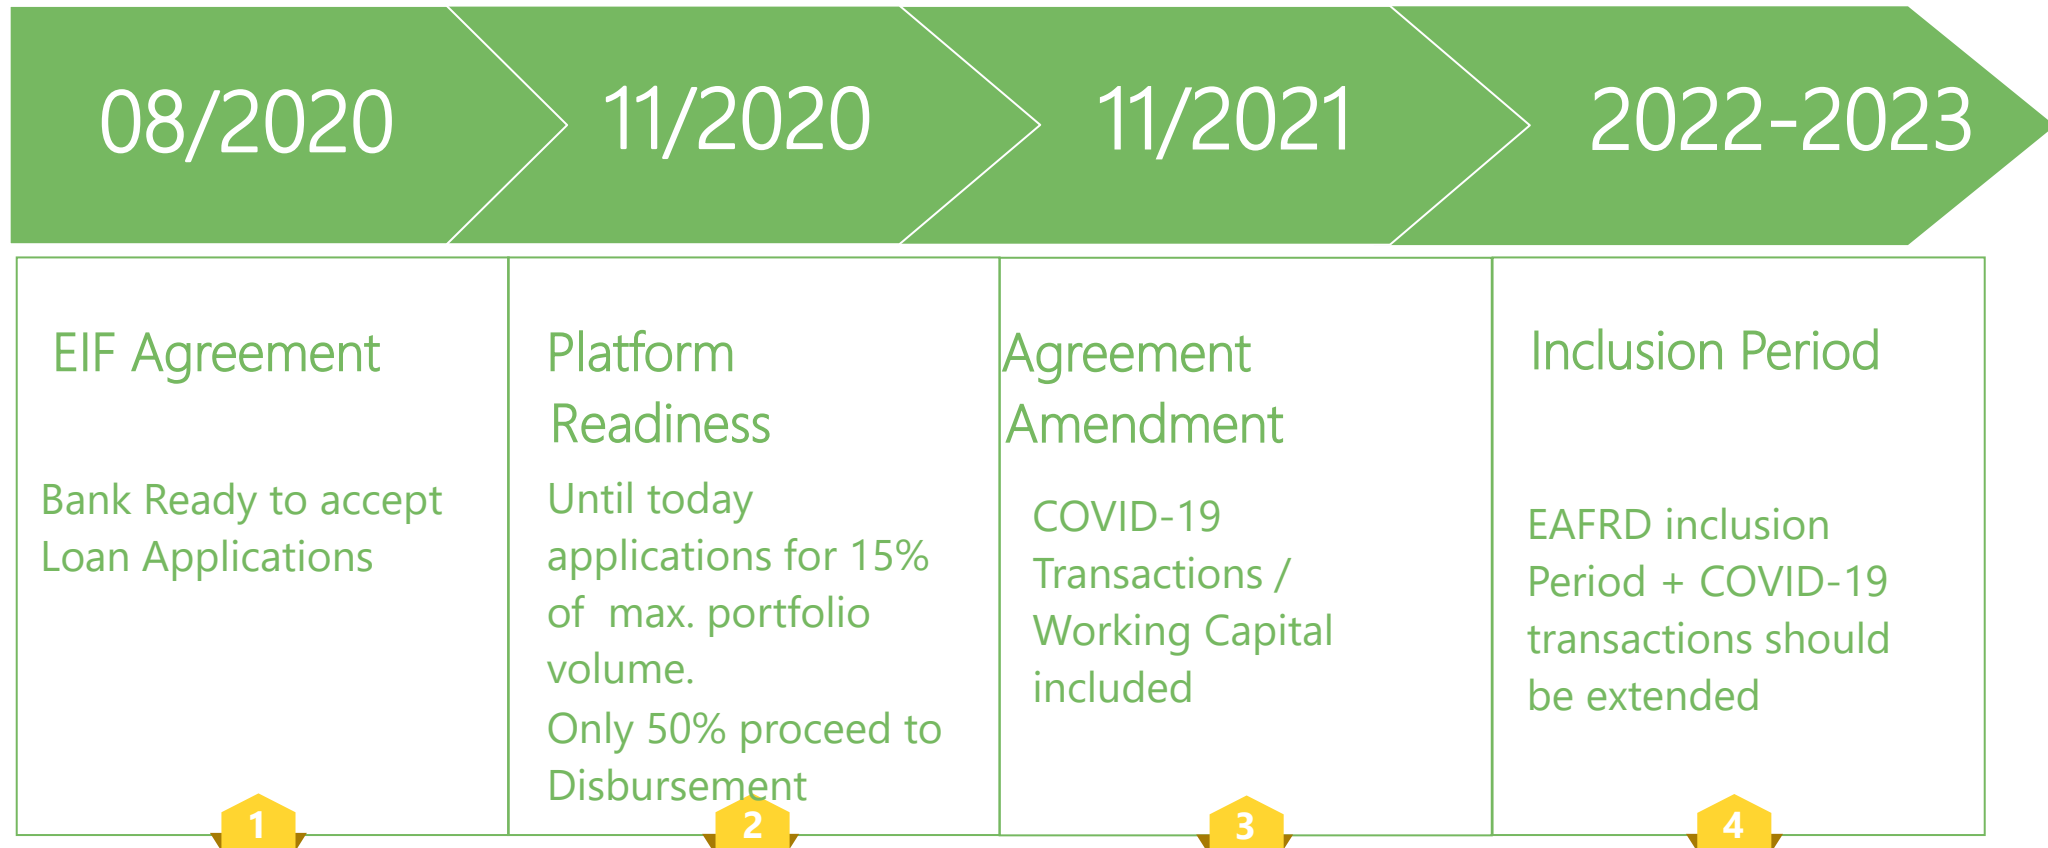 08/2020
11/2020
11/2021
2022-2023
EIF Agreement
Bank Ready to accept
Loan Applications
1
Platform
Readiness
Until today
applications for 15%
of  max. portfolio
volume.
Only 50% proceed to
Disbursement
2
Agreement
Amendment
COVID-19
Transactions /
Working Capital
included
3
Inclusion Period
EAFRD inclusion
Period + COVID-19
transactions should
be extended
4